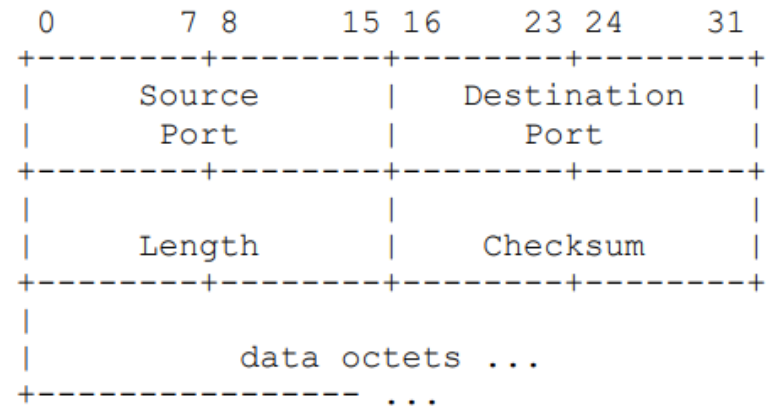 0      7 8     15 16    23 24    31
+--------+--------+--------+--------+
|     Source      |   Destination   |
|      Port       |      Port       |
+--------+--------+--------+--------+
|                 |                 |
|     Length      |    Checksum     |
+--------+--------+--------+--------+
|
|          data octets ...
+---------------- ...